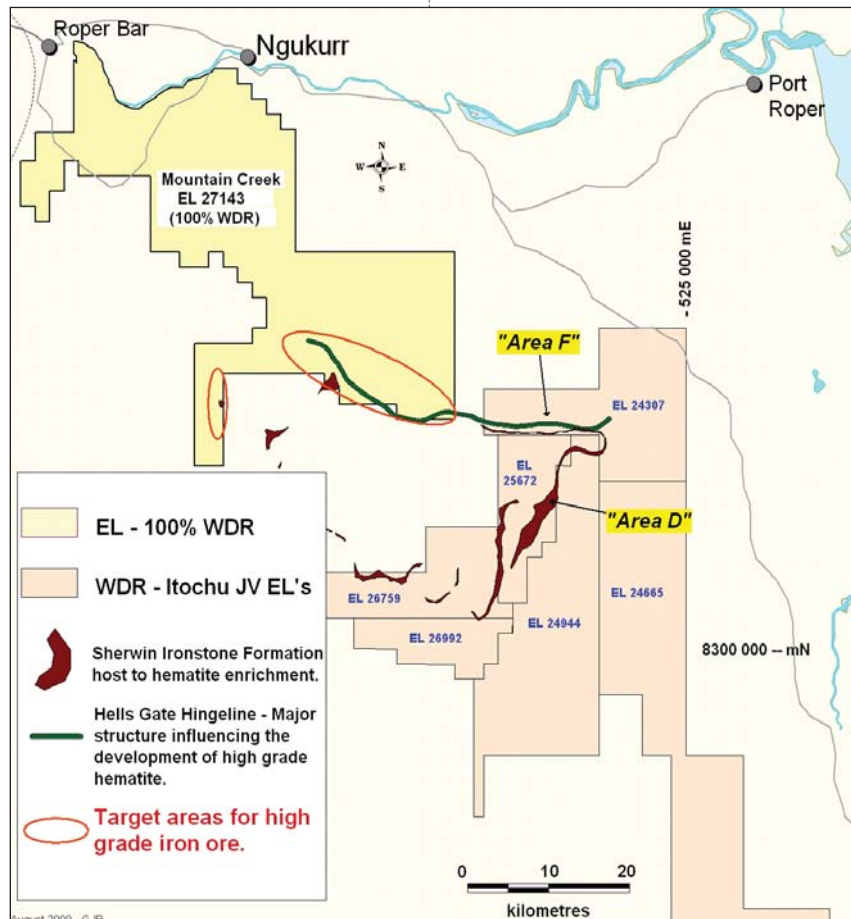 Roper Bar
Ngukurr
Port
Roper
N
W E
S
Mountain Creek
EL 27143
(100% WDR)
- 525 000 mE
"Area F"
EL 24307
EL
25672
"Area D"
EL 24665
EL 26759
EL 24944
EL 26992
8300 000 -- mN
EL - 100% WDR
WDR - Itochu JV EL's
Sherwin Ironstone Formation
host to hematite enrichment.
Hells Gate Hingeline - Major
structure influencing the
development of high grade
hematite.
Target areas for high
grade iron ore.
0 10 20
kilometres